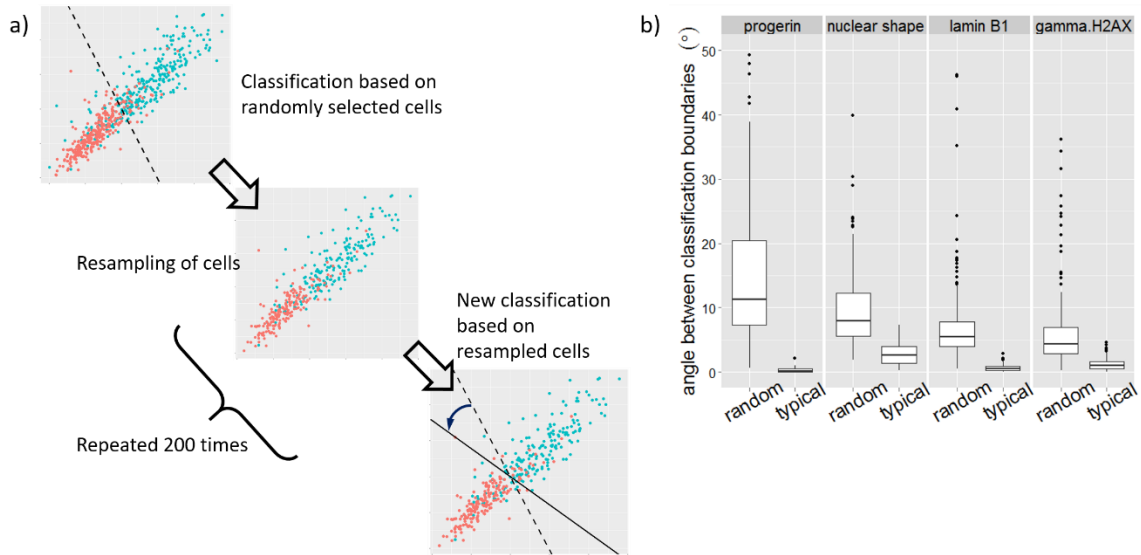 a)
Classification based on
randomly selected cells
Resampling of cells
New classification
based on
resampled cells
Repeated 200 times
b)
progerin nuclear shape lamin B1 gamma.H2AX
angle between classification boundaries (°)
50
40
30
20
10
0
random typical random typical random typical random typical